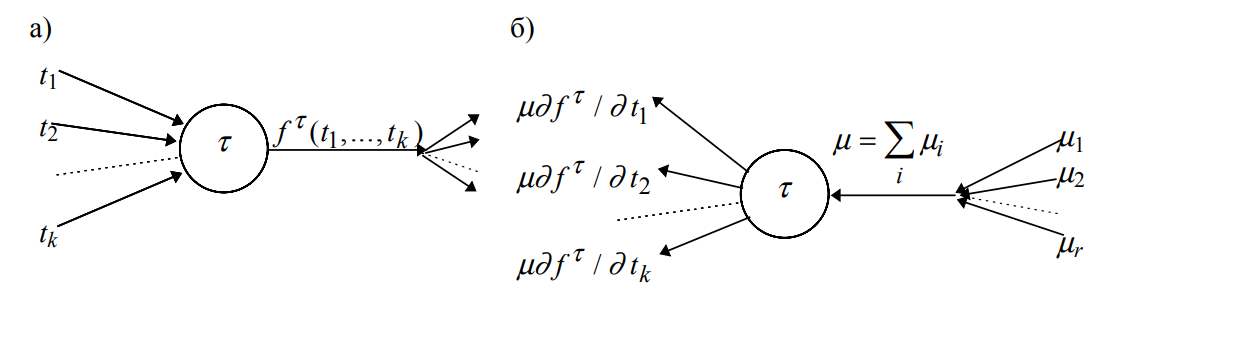 а)
t₁
t₂
tₖ
τ
f^τ(t₁,...,tₖ)
б)
μ∂f^τ / ∂t₁
μ∂f^τ / ∂t₂
μ∂f^τ / ∂tₖ
τ
μ = ∑ μᵢ
i
μ₁
μ₂
μᵣ